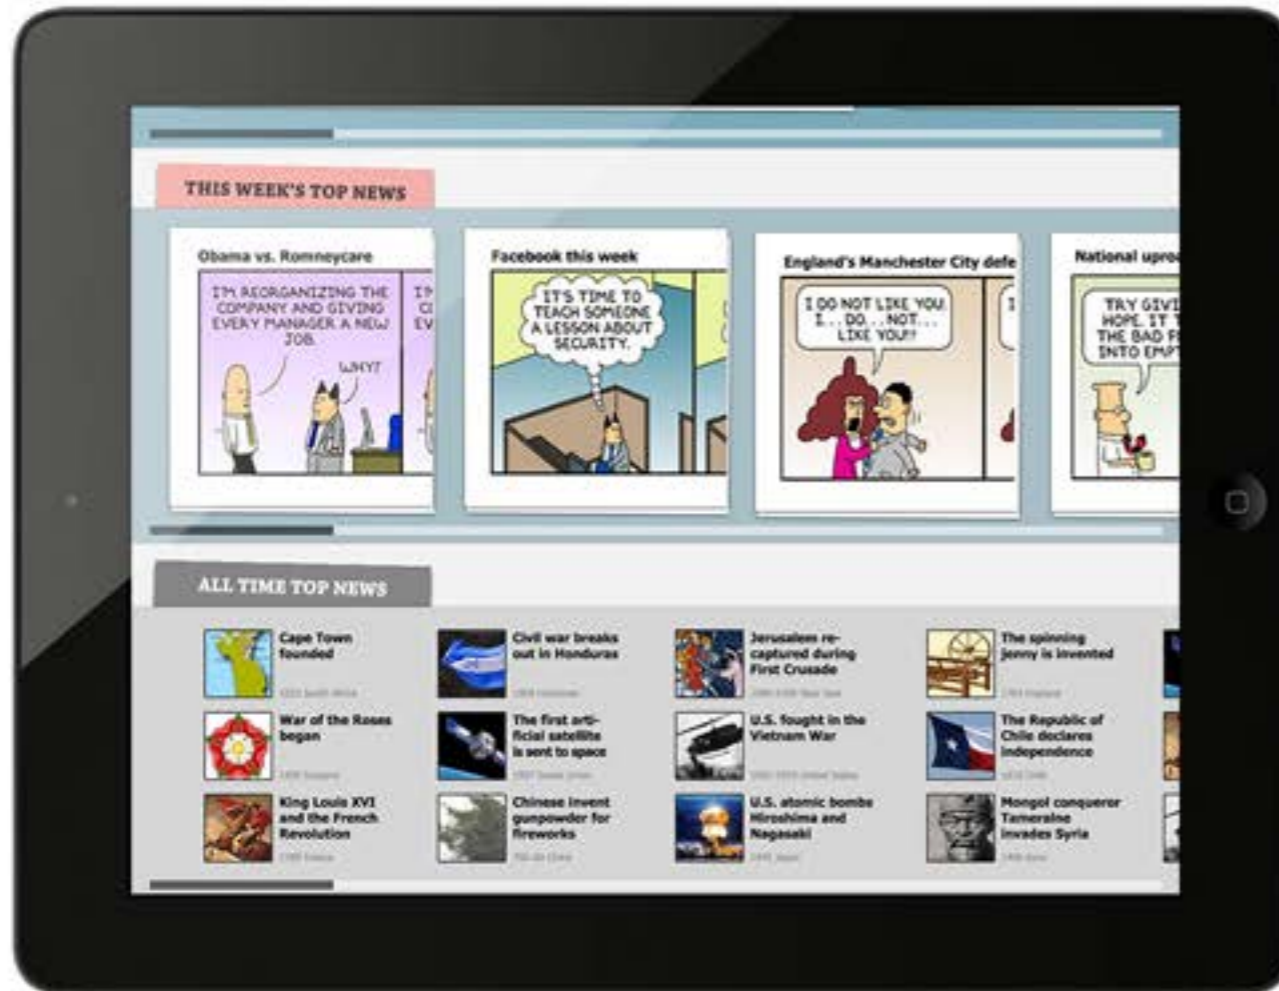 THIS WEEK'S TOP NEWS
Obama vs. Romneycare
I'M REORGANIZING THE
COMPANY AND GIVING
EVERY MANAGER A NEW
JOB.
WHY?
Facebook this week
IT'S TIME TO
TEACH SOMEONE
A LESSON ABOUT
SECURITY.
England's Manchester City defe
I DO NOT LIKE YOU!
I...DO...NOT...
LIKE YOU!!
National uproa
TRY GIVI
HOPE. IT T
THE BAD F
INTO EMPT
ALL TIME TOP NEWS
Cape Town
founded
Civil war breaks
out in Honduras
Jerusalem re-
captured during
First Crusade
The spinning
jenny is invented
War of the Roses
began
The first arti-
ficial satellite
is sent to space
U.S. fought in the
Vietnam War
The Republic of
Chile declares
independence
King Louis XVI
and the French
Revolution
Chinese invent
gunpowder for
fireworks
U.S. atomic bombs
Hiroshima and
Nagasaki
Mongol conqueror
Tameralne
invades Syria